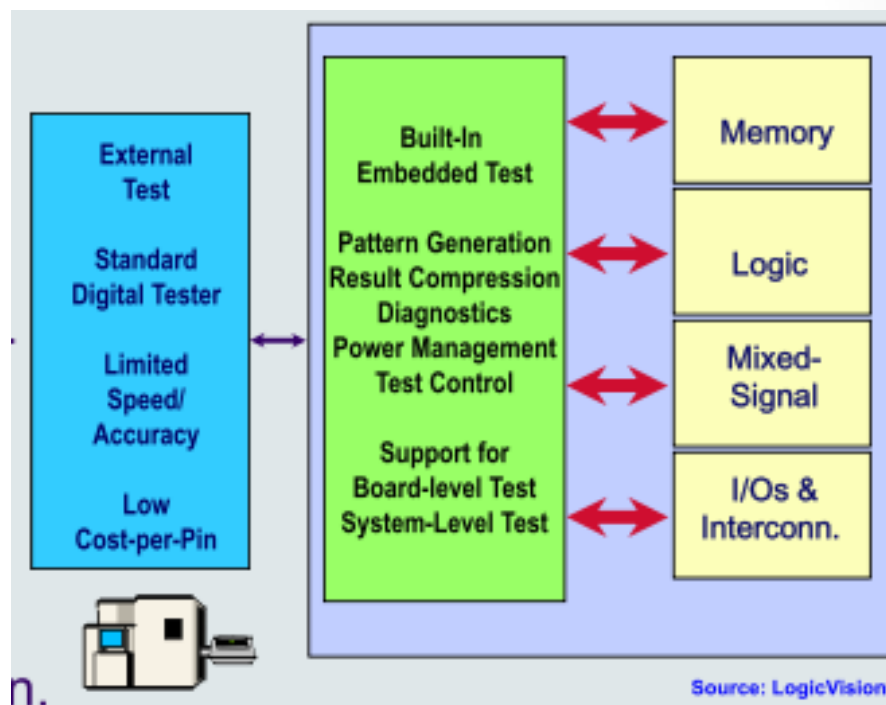 External
Test
Standard
Digital Tester
Limited
Speed/
Accuracy
Low
Cost-per-Pin
Built-In
Embedded Test
Pattern Generation
Result Compression
Diagnostics
Power Management
Test Control
Support for
Board-level Test
System-Level Test
Memory
Logic
Mixed-
Signal
I/Os &
Interconn.
n.
Source: LogicVision